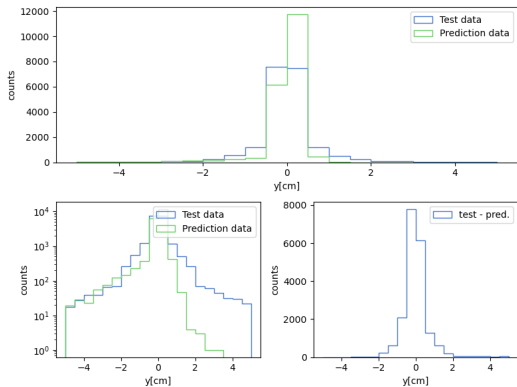 12000
10000
8000
6000
4000
2000
0
counts
Test data
Prediction data
−4
−2
0
2
4
y[cm]
10⁴
10³
10²
10¹
10⁰
counts
Test data
Prediction data
−4
−2
0
2
4
y[cm]
8000
6000
4000
2000
0
counts
test - pred.
−4
−2
0
2
4
y[cm]